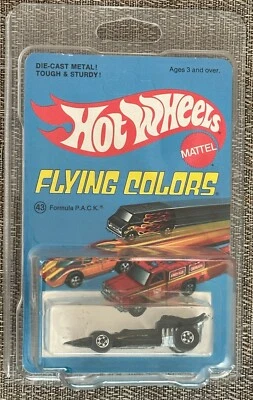 DIE-CAST METAL!
TOUGH & STURDY!
Ages 3 and over.
Hot Wheels
MATTEL
FLYING COLORS
43 Formula P.A.C.K.®